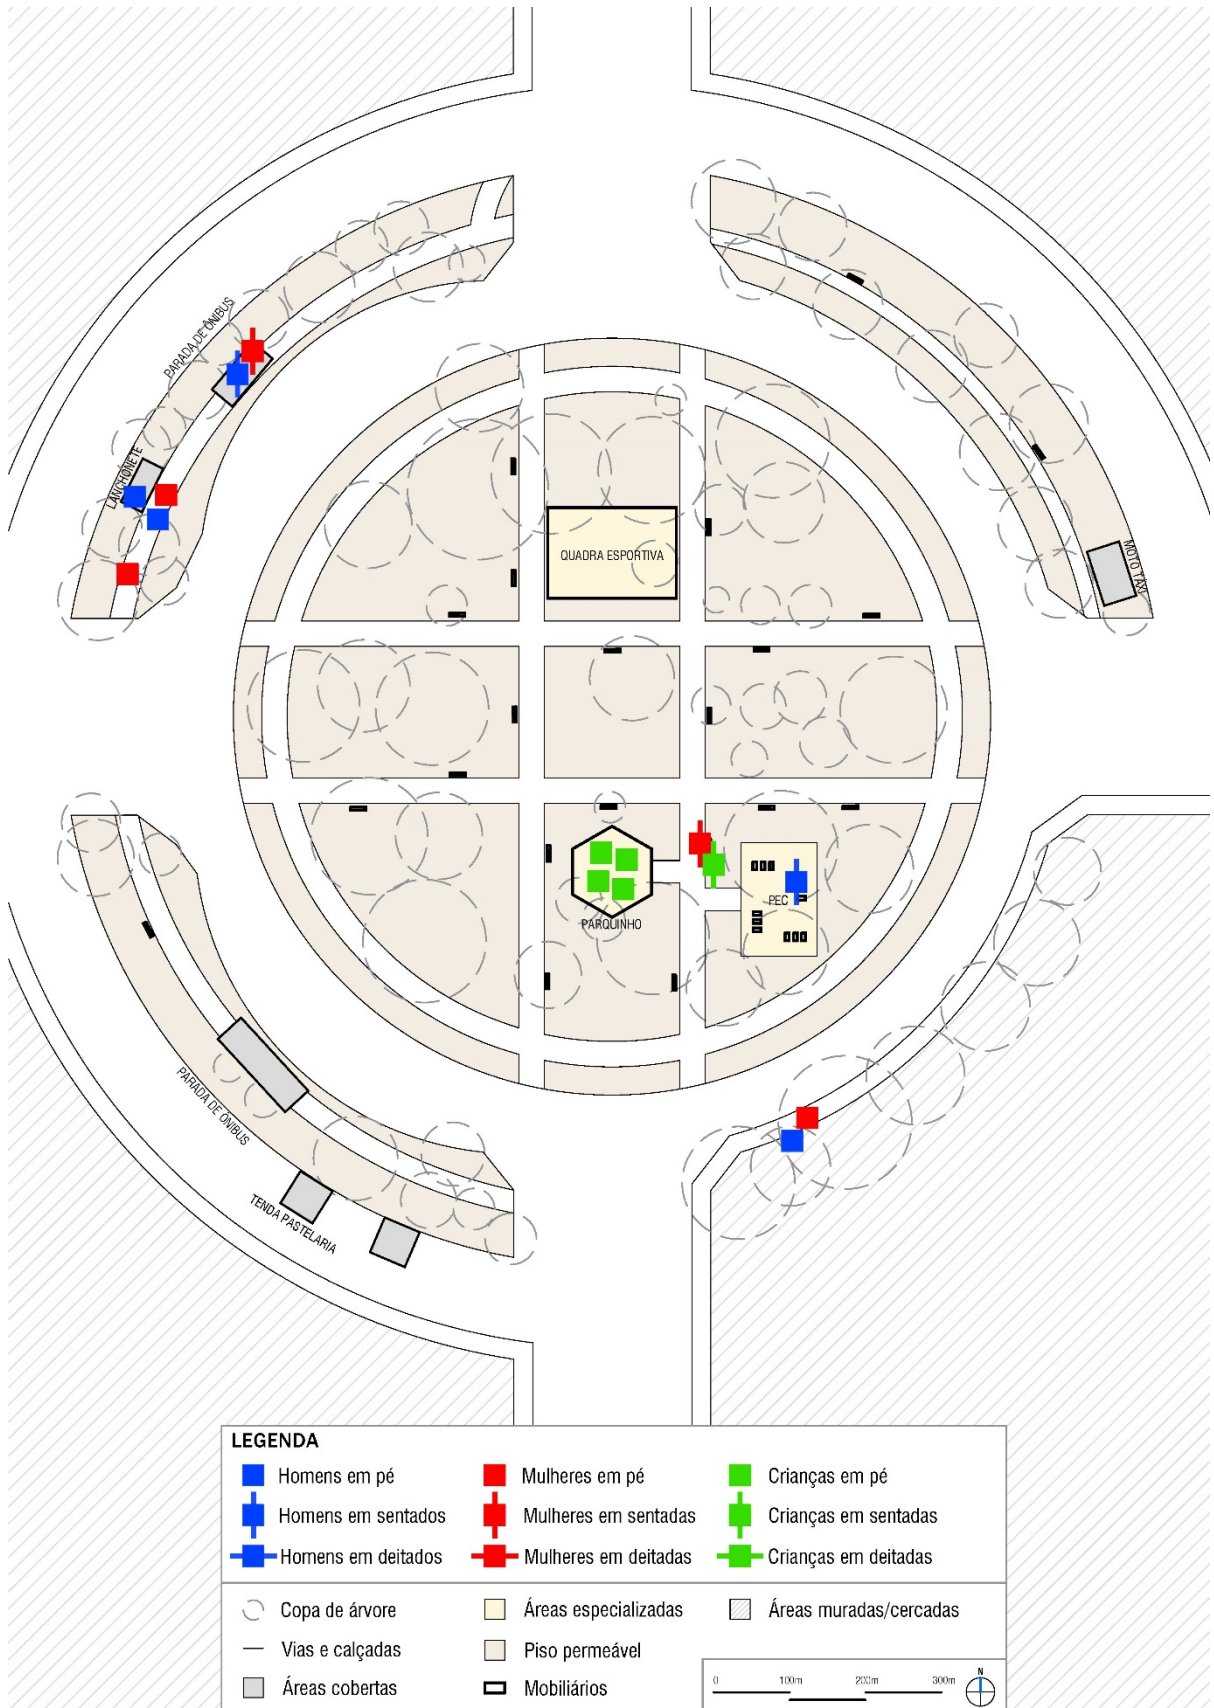 PARADA DE ÔNIBUS
LANCHONETE
QUADRA ESPORTIVA
MOTO TÁXI
PARQUINHO
PEC
PARADA DE ÔNIBUS
TENDA PASTELARIA
LEGENDA
Homens em pé
Mulheres em pé
Crianças em pé
Homens em sentados
Mulheres em sentadas
Crianças em sentadas
Homens em deitados
Mulheres em deitadas
Crianças em deitadas
Copa de árvore
Áreas especializadas
Áreas muradas/cercadas
Vias e calçadas
Piso permeável
Áreas cobertas
Mobiliários
0 100m 200m 300m
N